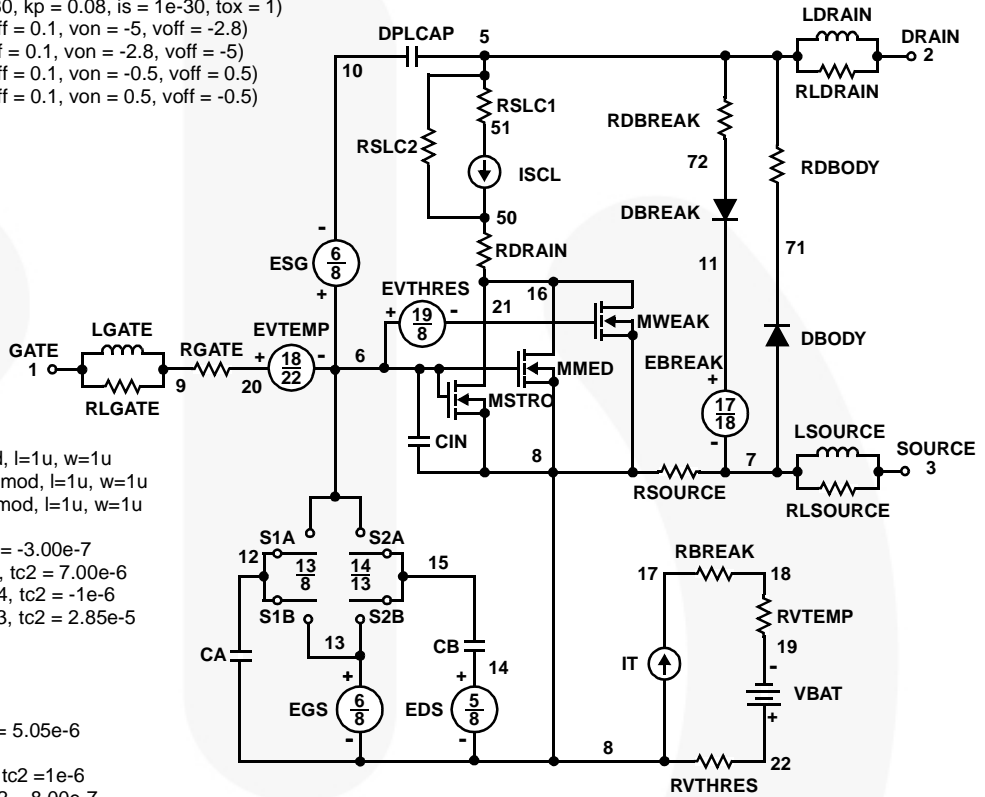 60, kp = 0.08, is = 1e-30, tox = 1)
ff = 0.1, von = -5, voff = -2.8)
f = 0.1, von = -2.8, voff = -5)
ff = 0.1, von = -0.5, voff = 0.5)
ff = 0.1, von = 0.5, voff = -0.5)
LDRAIN
DPLCAP
5
DRAIN
2
10
RLDRAIN
RSLC1
51
RDBREAK
RSLC2
72
RDBODY
ISCL
DBREAK
50
RDRAIN
71
ESG
6
8
11
EVTHRES
16
21
19
8
MWEAK
LGATE
EVTEMP
GATE
1
RGATE
18
22
6
EBREAK
DBODY
MMED
9
20
MSTRO
RLGATE
17
18
CIN
LSOURCE
SOURCE
3
8
7
RSOURCE
RLSOURCE
d, l=1u, w=1u
mod, l=1u, w=1u
mod, l=1u, w=1u
= -3.00e-7
, tc2 = 7.00e-6
4, tc2 = -1e-6
3, tc2 = 2.85e-5
S1A
S2A
RBREAK
12
13
8
14
13
15
17
18
S1B
S2B
RVTEMP
13
CB
19
CA
14
IT
VBAT
EGS
6
8
EDS
5
8
= 5.05e-6
8
22
tc2 =1e-6
RVTHRES